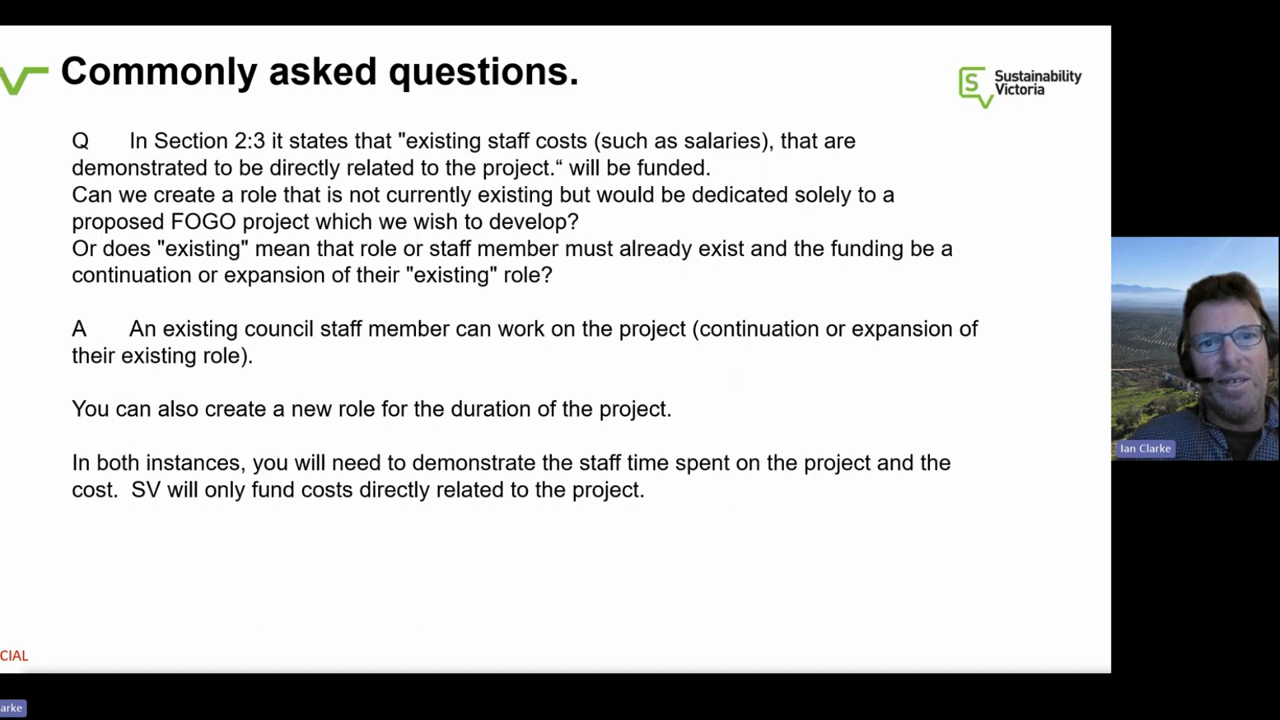 Commonly asked questions.
S
V
Sustainability
Victoria
Q In Section 2:3 it states that "existing staff costs (such as salaries), that are
demonstrated to be directly related to the project.“ will be funded.
Can we create a role that is not currently existing but would be dedicated solely to a
proposed FOGO project which we wish to develop?
Or does "existing" mean that role or staff member must already exist and the funding be a
continuation or expansion of their "existing" role?
A An existing council staff member can work on the project (continuation or expansion of
their existing role).
You can also create a new role for the duration of the project.
In both instances, you will need to demonstrate the staff time spent on the project and the
cost. SV will only fund costs directly related to the project.
Ian Clarke
CIAL
arke